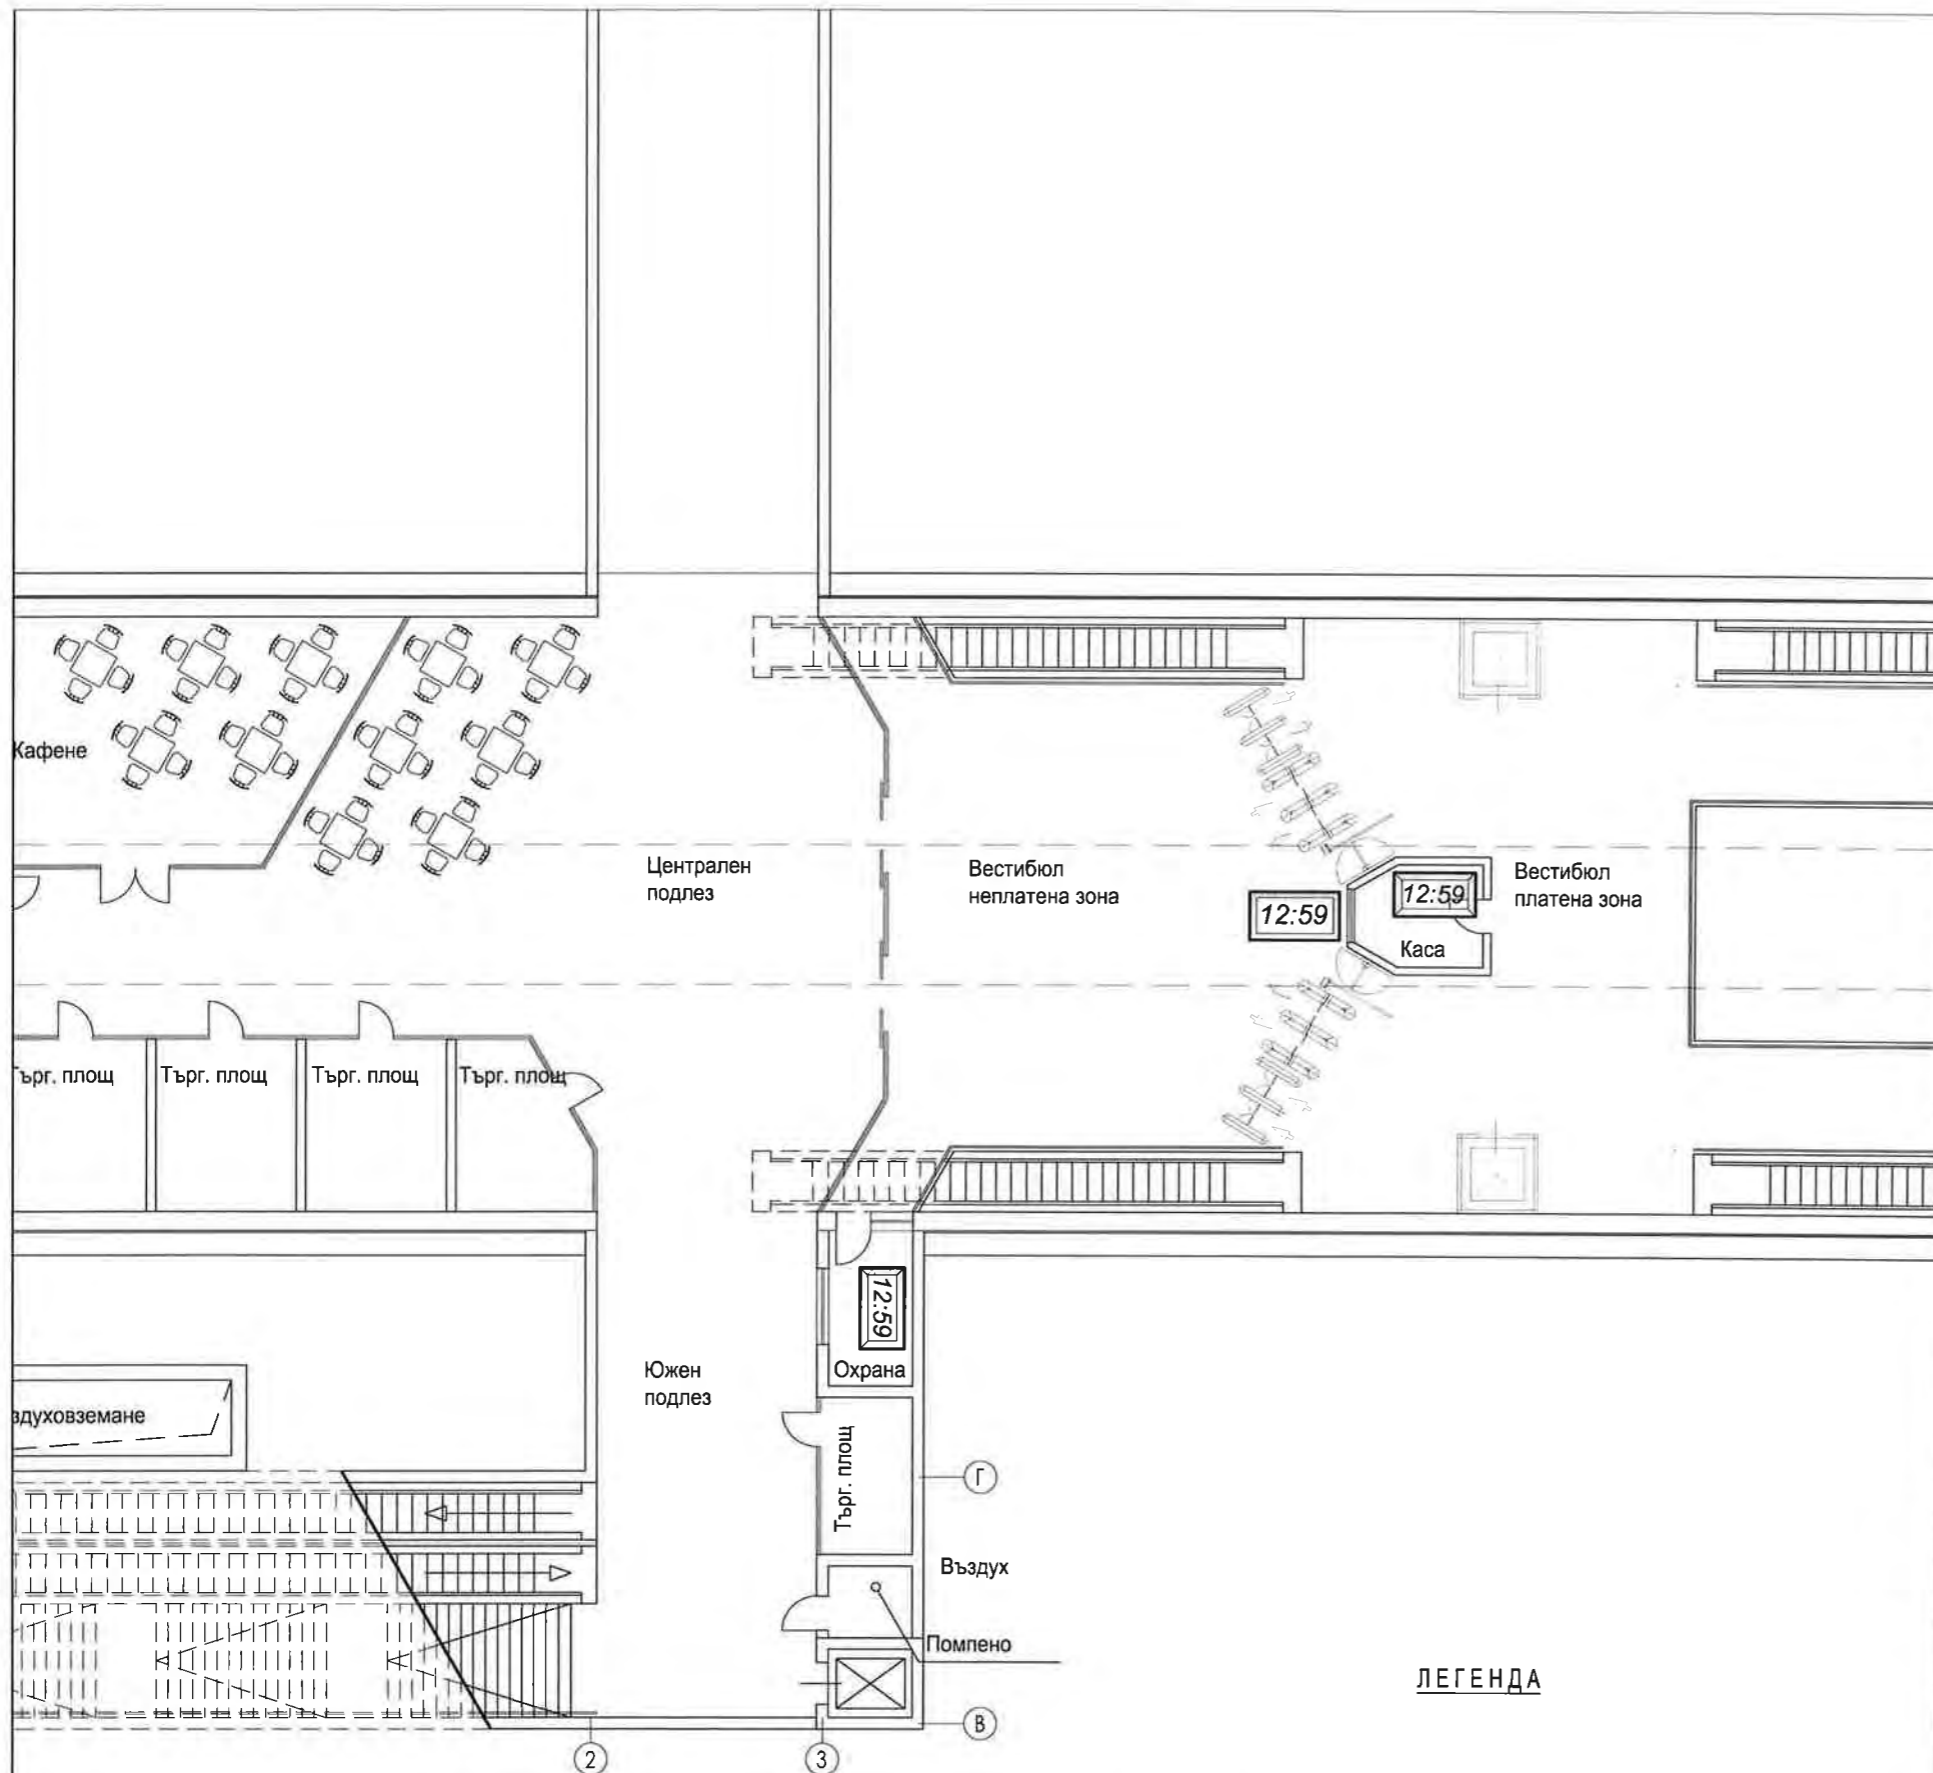 Кафене
Централен
подлез
Вестибюл
неплатена зона
12:59
12:59
Каса
Вестибюл
платена зона
Търг. площ
Търг. площ
Търг. площ
Търг. площ
12:59
Охрана
Южен
подлез
здуховземане
Търг. площ
Г
Въздух
Помпено
ЛЕГЕНДА
В
2
3